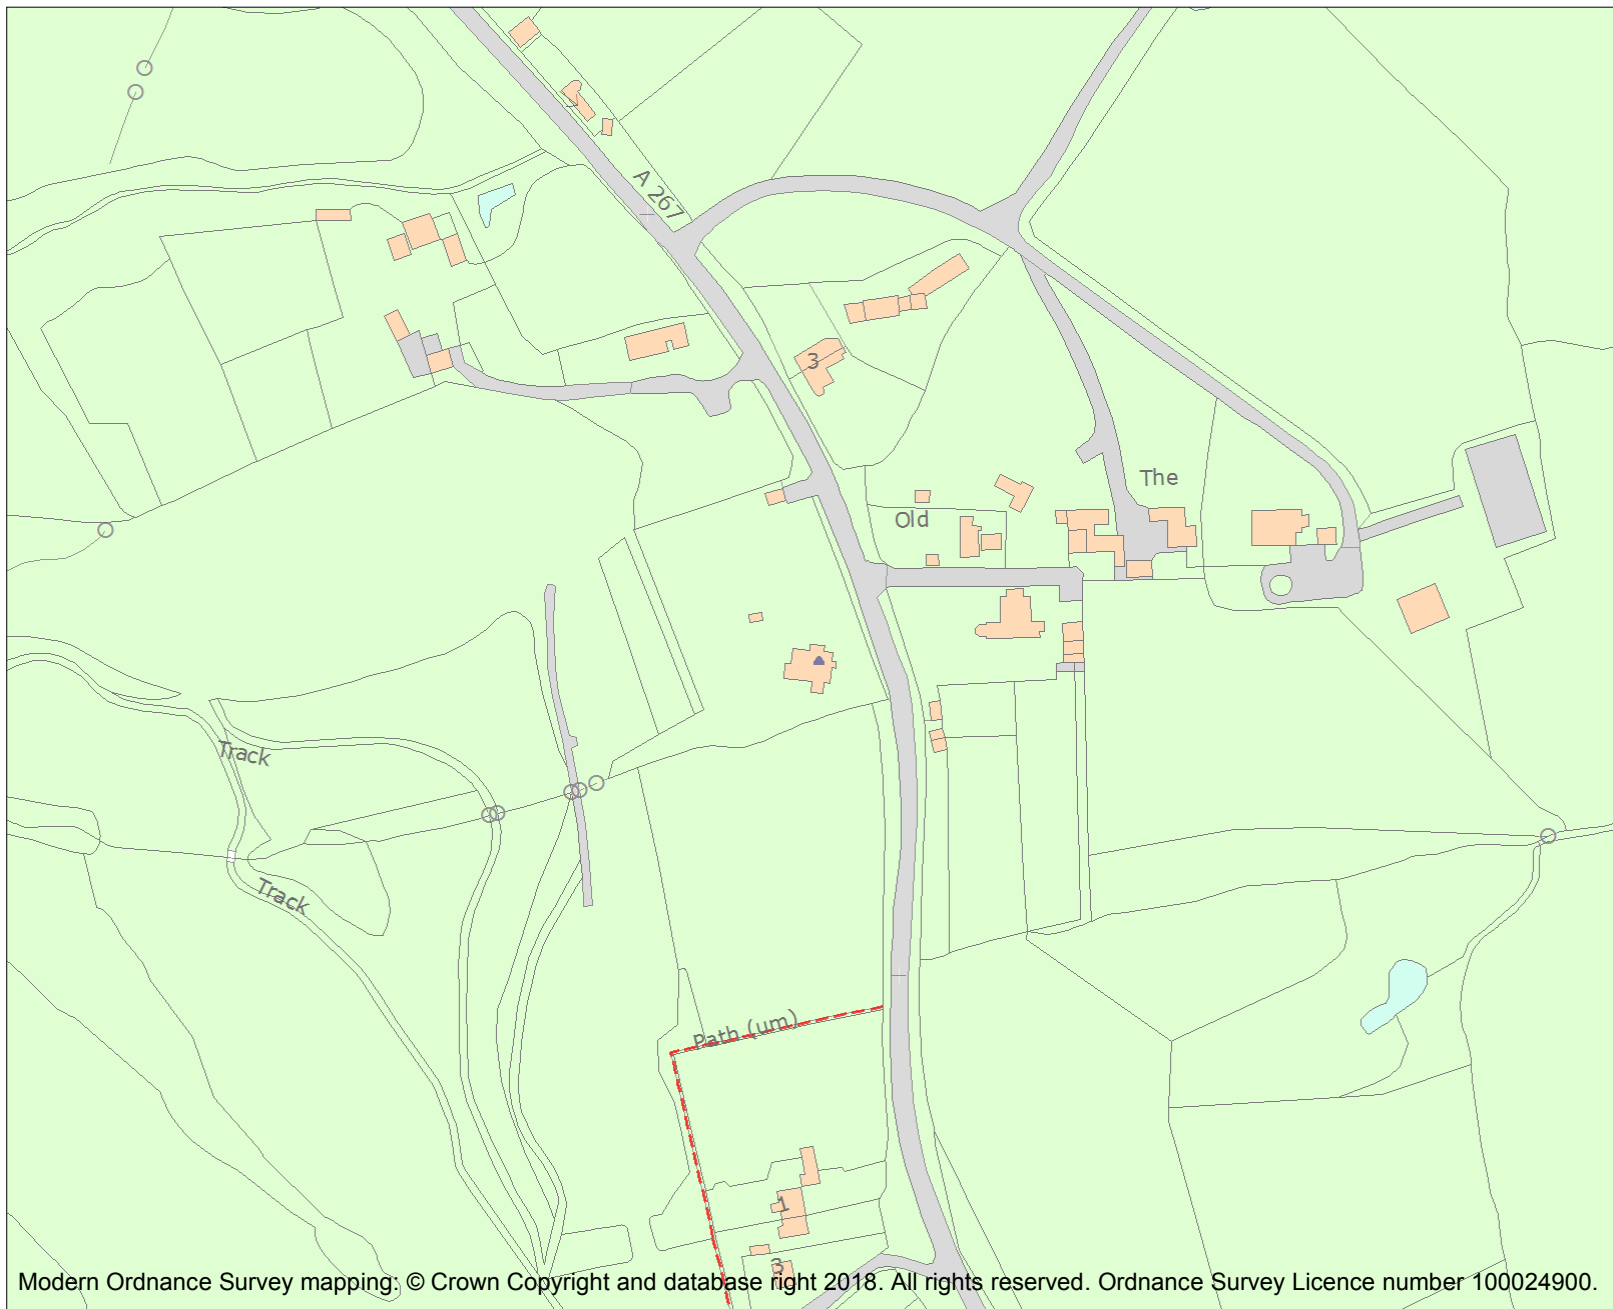 A 267
3
The
Old
Track
Track
Path (um)
1
3
Modern Ordnance Survey mapping: © Crown Copyright and database right 2018. All rights reserved. Ordnance Survey Licence number 100024900.